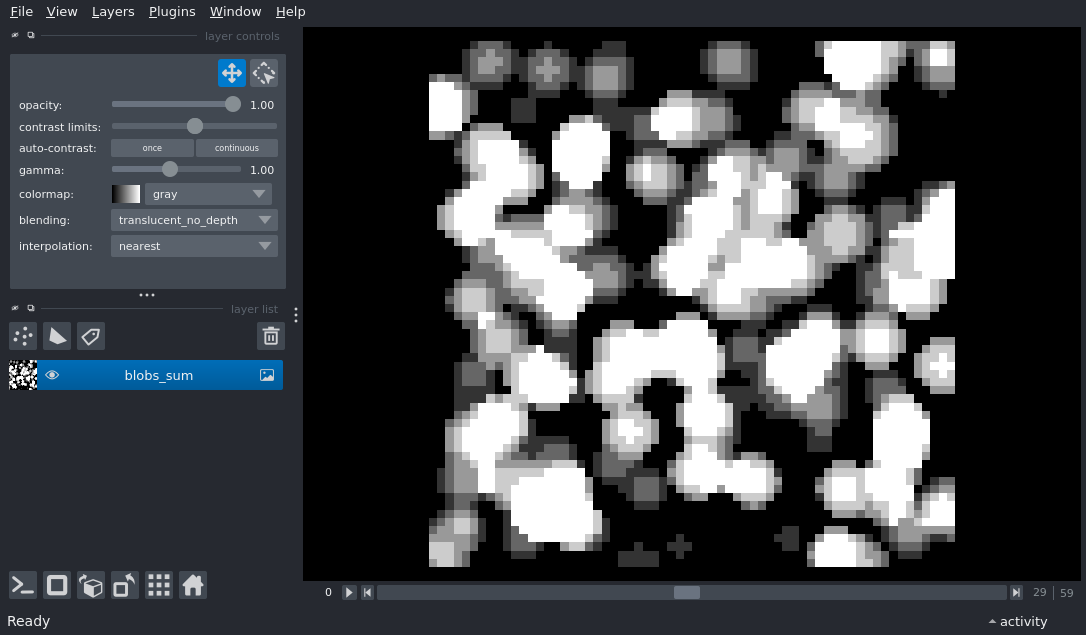 File View Layers Plugins Window Help
layer controls
opacity: 1.00
contrast limits:
auto-contrast: once continuous
gamma: 1.00
colormap: gray
blending: translucent_no_depth
interpolation: nearest
layer list
blobs_sum
0 29 59
Ready activity